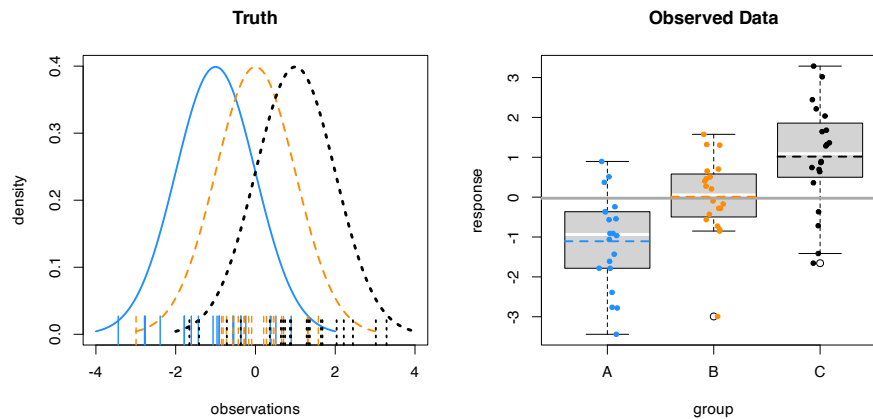 Truth
density
0.4
0.3
0.2
0.1
0.0
-4 -2 0 2 4
observations
Observed Data
response
3
2
1
0
-1
-2
-3
A B C
group